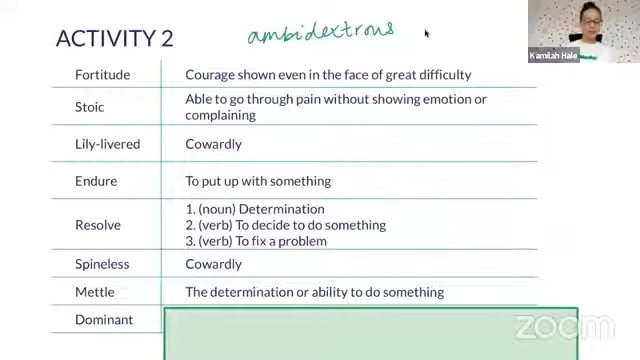 ACTIVITY 2
ambidextrous
Kamilah Hale
Fortitude Courage shown even in the face of great difficulty
Stoic Able to go through pain without showing emotion or
complaining
Lily-livered Cowardly
Endure To put up with something
Resolve 1. (noun) Determination
2. (verb) To decide to do something
3. (verb) To fix a problem
Spineless Cowardly
Mettle The determination or ability to do something
Dominant
zoom